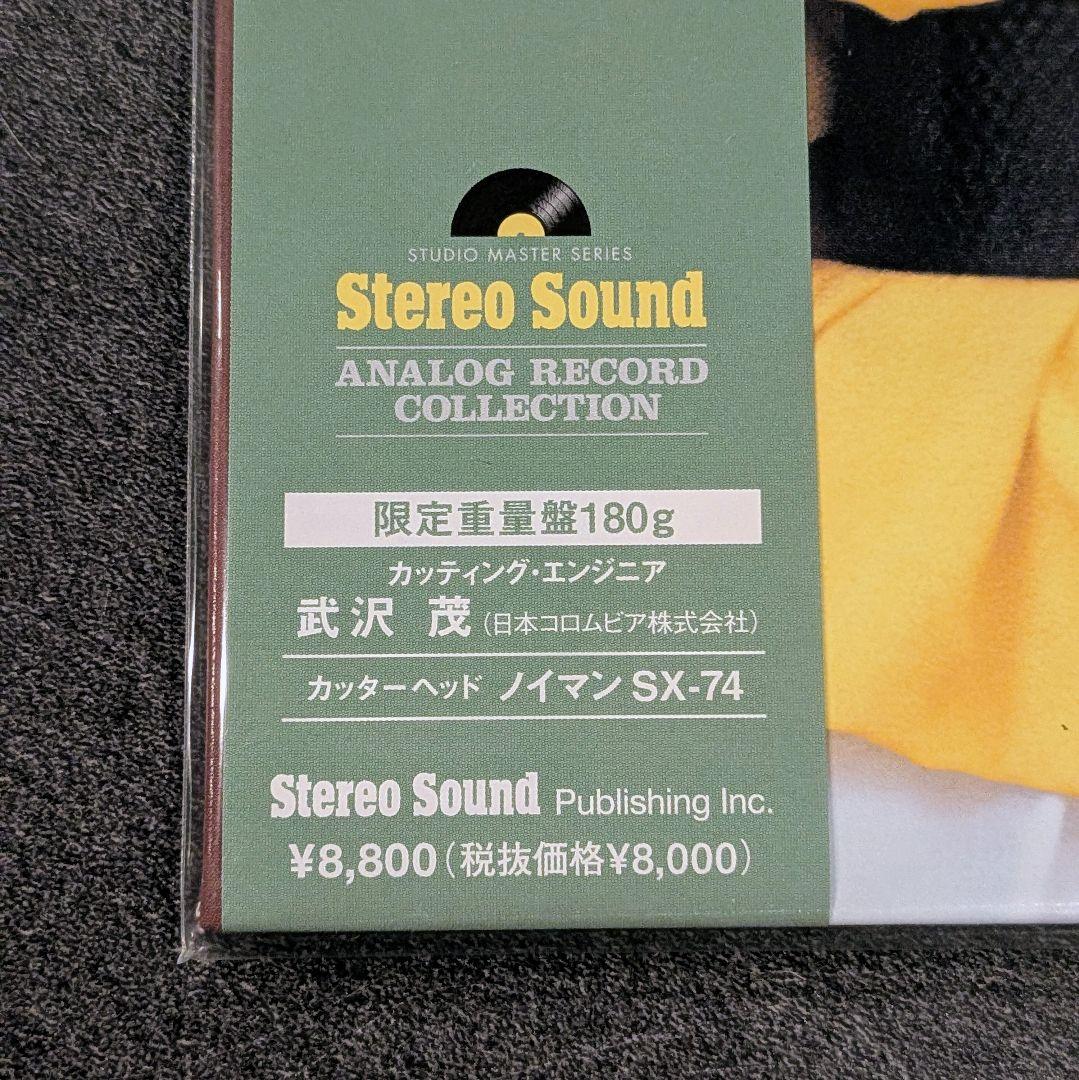 STUDIO MASTER SERIES
Stereo Sound
ANALOG RECORD
COLLECTION
限定重量盤180g
カッティング・エンジニア
武沢 茂（日本コロムビア株式会社）
カッターヘッド ノイマン SX-74
Stereo Sound Publishing Inc.
¥8,800（税抜価格¥8,000）